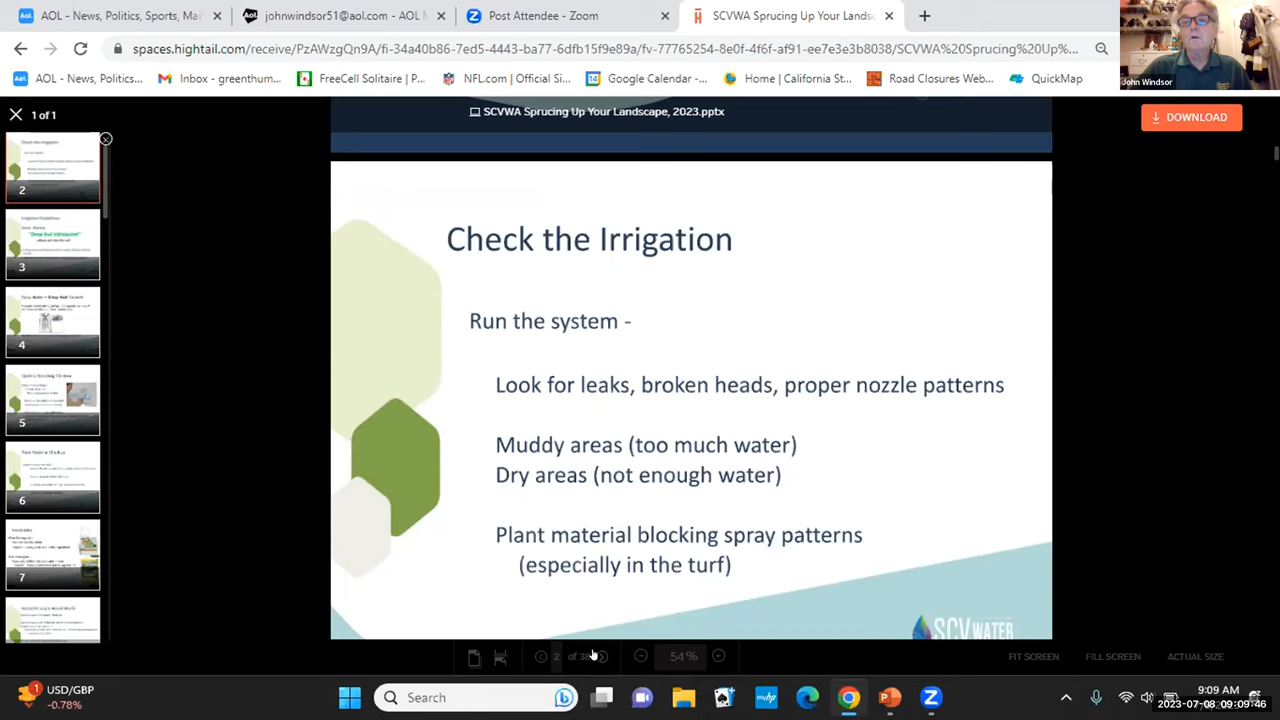 AOL - News, Politics, Sports, Mai
johnwindsor51@aol.com - AOL
Post Attendee - Zoom
SCVWA Sprucing Up Your Landsc
spaces.hightail.com/receive/PzAWzgQn9A/fi-34a40b86-7ed5-4443-ba77-6dfb15f9e89a/fv-77765254-8e0f-4f6f-af91-ee7e3e3b8038/SCVWA%20Sprucing%20Up%...
AOL - News, Politics...
Inbox - greenthum...
FreeCell Solitaire | P...
NFL.com | Official Si...
Google Calendar -...
Home | California St...
Road Closures Web...
QuickMap
John Windsor
1 of 1
SCVWA Sprucing Up Your Landscape, 2023.pptx
DOWNLOAD
Check the Irrigation
Run the system -
Look for leaks, broken heads, proper nozzle patterns
Muddy areas (too much water)
Dry areas (not enough water)
Plant material blocking spray patterns
(especially in the turf)
WATER
2
3
4
5
6
7
2 of 38
54 %
FIT SCREEN
FILL SCREEN
ACTUAL SIZE
1
USD/GBP
-0.78%
Search
9:09 AM
2023-07-08 09:09:46